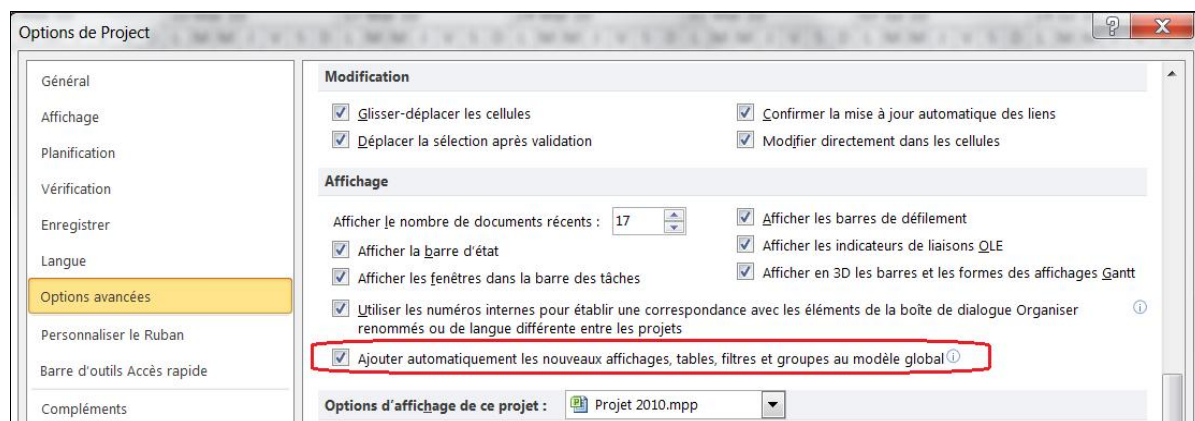 Options de Project
Général
Affichage
Planification
Vérification
Enregistrer
Langue
Options avancées
Personnaliser le Ruban
Barre d'outils Accès rapide
Compléments
Modification
Glisser-déplacer les cellules
Déplacer la sélection après validation
Confirmer la mise à jour automatique des liens
Modifier directement dans les cellules
Affichage
Afficher le nombre de documents récents : 17
Afficher la barre d'état
Afficher les fenêtres dans la barre des tâches
Afficher les barres de défilement
Afficher les indicateurs de liaisons OLE
Afficher en 3D les barres et les formes des affichages Gantt
Utiliser les numéros internes pour établir une correspondance avec les éléments de la boîte de dialogue Organiser
renommés ou de langue différente entre les projets
Ajouter automatiquement les nouveaux affichages, tables, filtres et groupes au modèle global
Options d'affichage de ce projet : Projet 2010.mpp